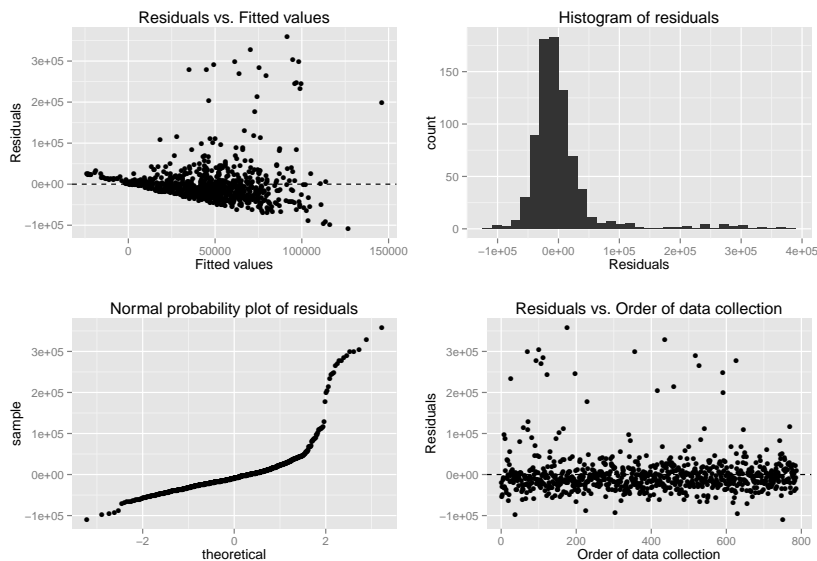 Residuals vs. Fitted values
3e+05
2e+05
1e+05
0e+00
−1e+05
Residuals
0
50000
100000
150000
Fitted values
Histogram of residuals
150
100
50
0
count
−1e+05
0e+00
1e+05
2e+05
3e+05
4e+05
Residuals
Normal probability plot of residuals
3e+05
2e+05
1e+05
0e+00
−1e+05
sample
−2
0
2
theoretical
Residuals vs. Order of data collection
3e+05
2e+05
1e+05
0e+00
−1e+05
Residuals
0
200
400
600
800
Order of data collection